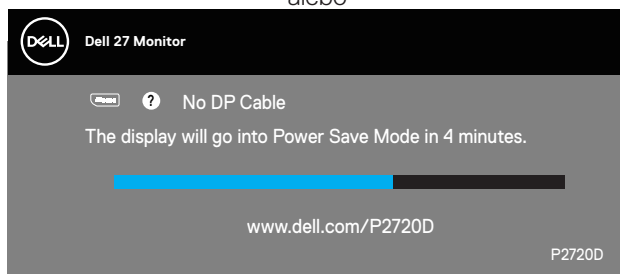 alebo
DELL
Dell 27 Monitor
? No DP Cable
The display will go into Power Save Mode in 4 minutes.
www.dell.com/P2720D
P2720D